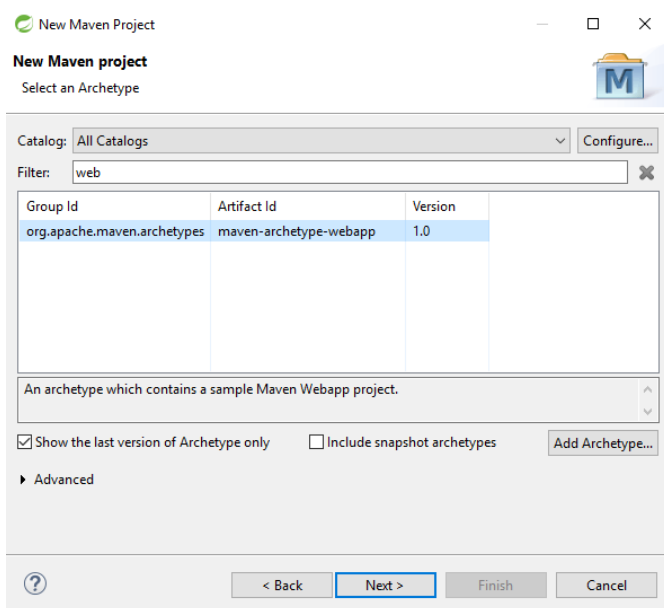 New Maven Project
New Maven project
Select an Archetype
M
Catalog: All Catalogs Configure...
Filter: web
Group Id Artifact Id Version
org.apache.maven.archetypes maven-archetype-webapp 1.0
An archetype which contains a sample Maven Webapp project.
Show the last version of Archetype only Include snapshot archetypes Add Archetype...
Advanced
? < Back Next > Finish Cancel